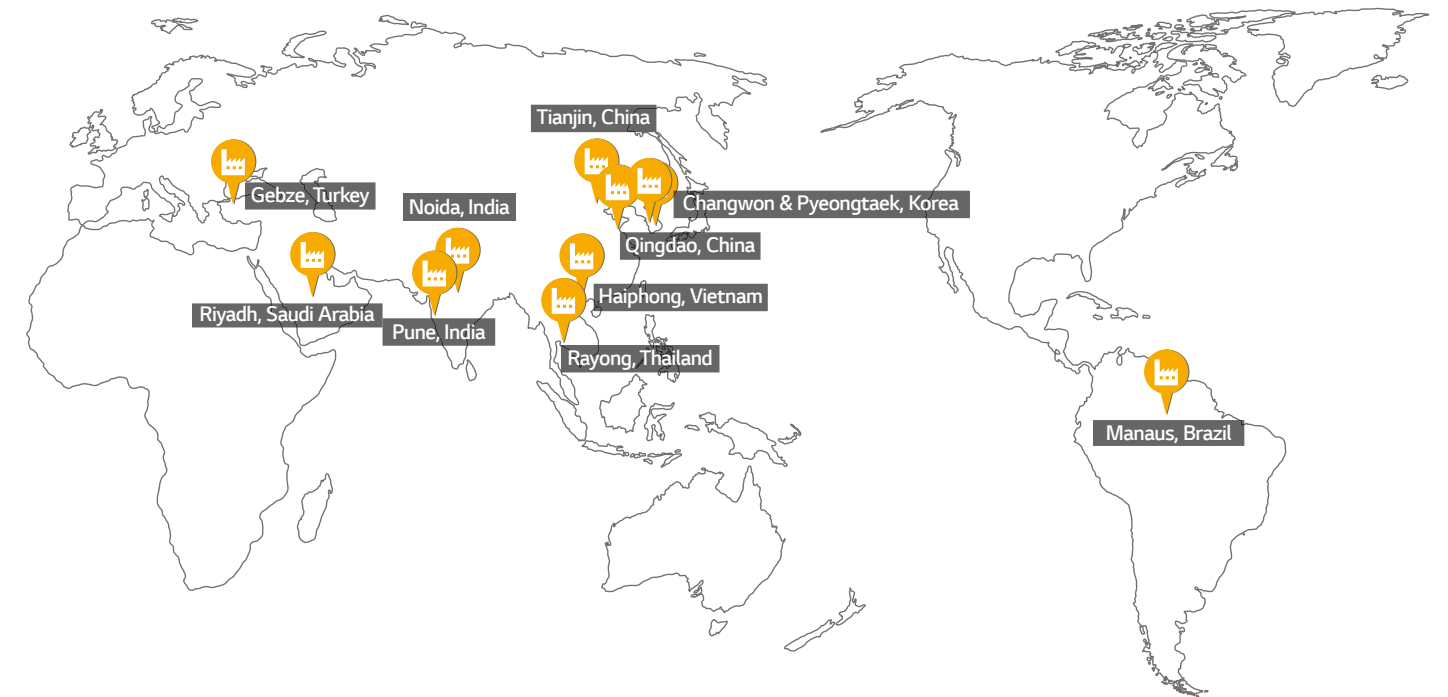 Tianjin, China
Gebze, Turkey
Noida, India
Changwon & Pyeongtaek, Korea
Qingdao, China
Haiphong, Vietnam
Riyadh, Saudi Arabia
Pune, India
Rayong, Thailand
Manaus, Brazil